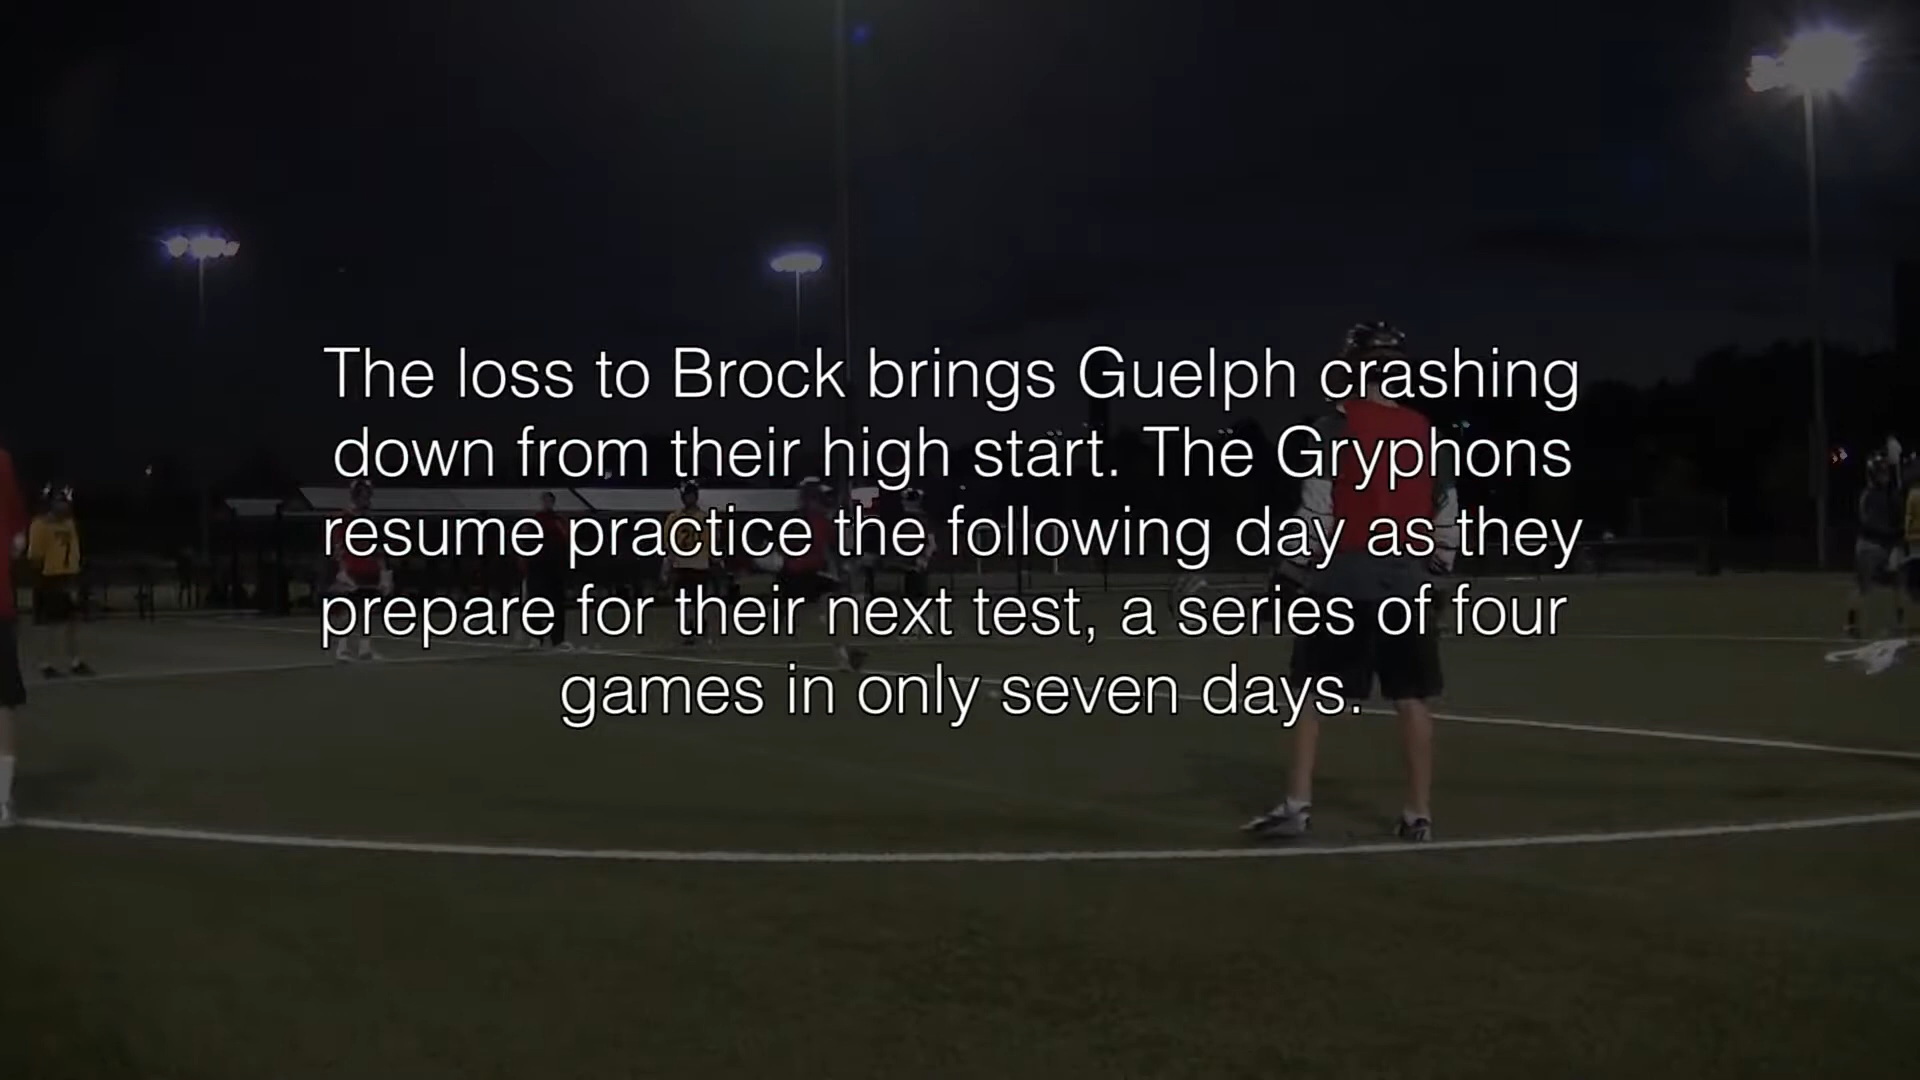 The loss to Brock brings Guelph crashing
down from their high start. The Gryphons
resume practice the following day as they
prepare for their next test, a series of four
games in only seven days.
7